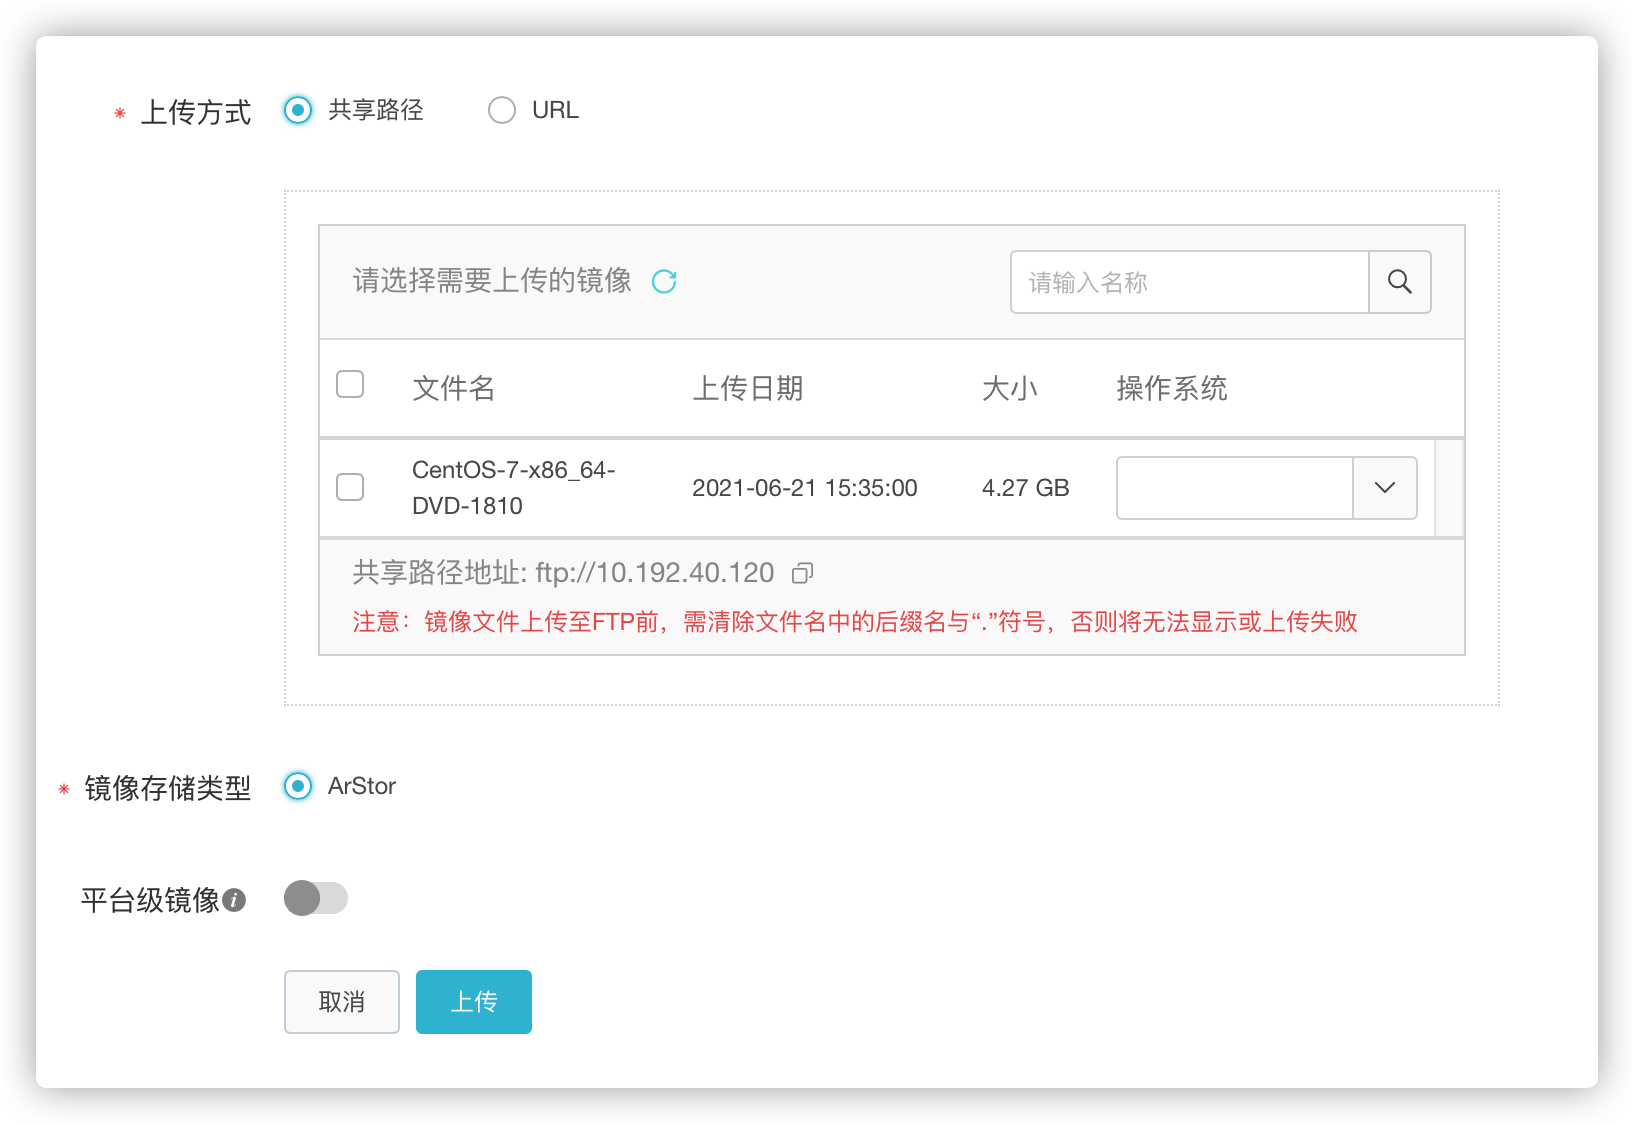 * 上传方式 共享路径 URL
请选择需要上传的镜像 请输入名称
文件名 上传日期 大小 操作系统
CentOS-7-x86_64-
DVD-1810 2021-06-21 15:35:00 4.27 GB
共享路径地址: ftp://10.192.40.120
注意：镜像文件上传至FTP前，需清除文件名中的后缀名与“.”符号，否则将无法显示或上传失败
* 镜像存储类型 ArStor
平台级镜像 i
取消 上传